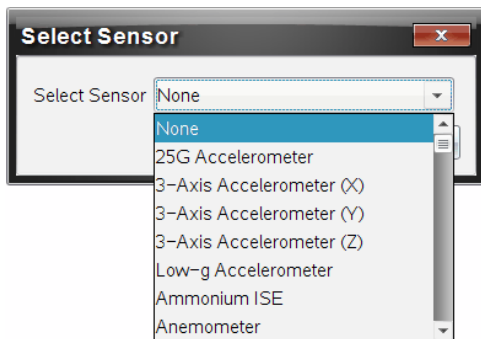 Select Sensor
Select Sensor None
None
25G Accelerometer
3-Axis Accelerometer (X)
3-Axis Accelerometer (Y)
3-Axis Accelerometer (Z)
Low-g Accelerometer
Ammonium ISE
Anemometer